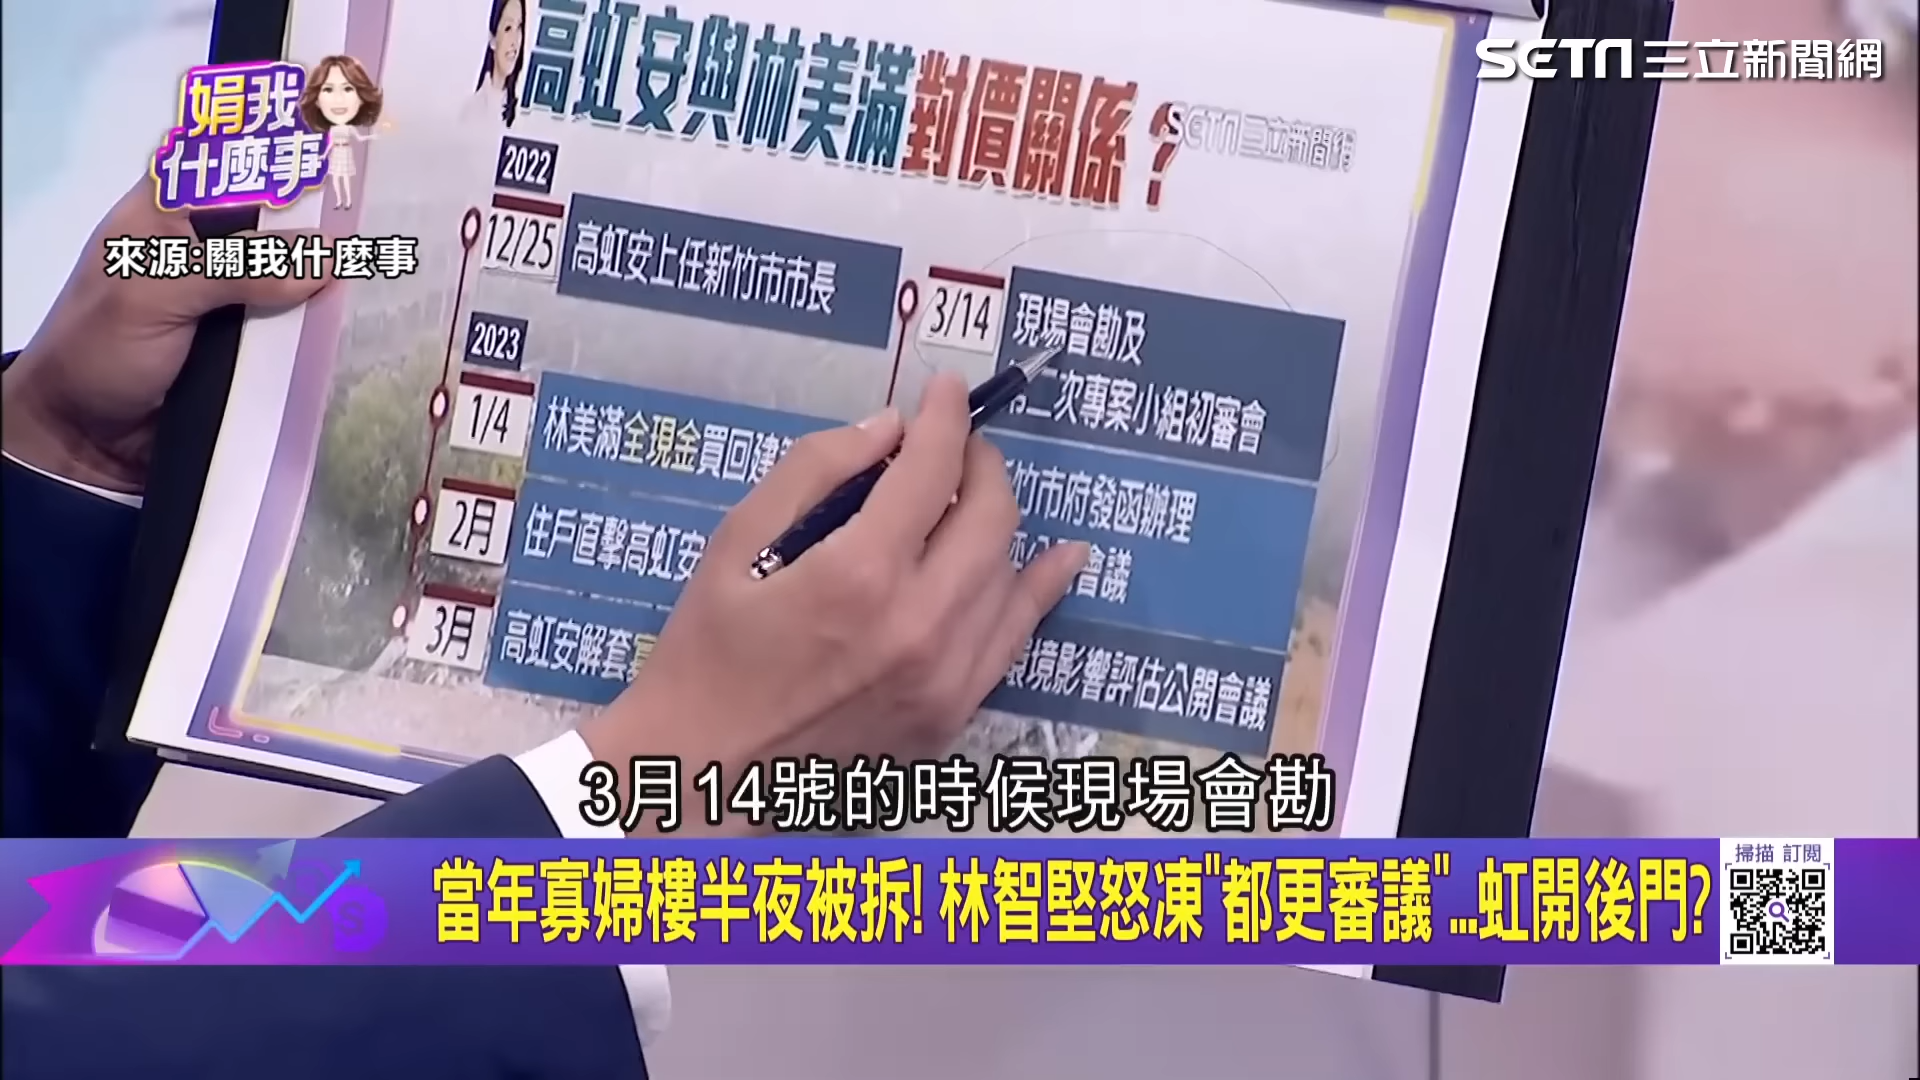 SETN三立新聞網
娟我
什麼事
來源:關我什麼事
高虹安與林美滿對價關係?
SETN三立新聞網
2022
12/25
高虹安上任新竹市市長
2023
1/4
林美滿全現金買回建
2月
住戶直擊高虹安
3月
高虹安解套寡
3/14
現場會勘及
二次專案小組初審會
竹市府發函辦理
會議
環境影響評估公開會議
3月14號的時候現場會勘
當年寡婦樓半夜被拆! 林智堅怒凍"都更審議"...虹開後門?
掃描 訂閱